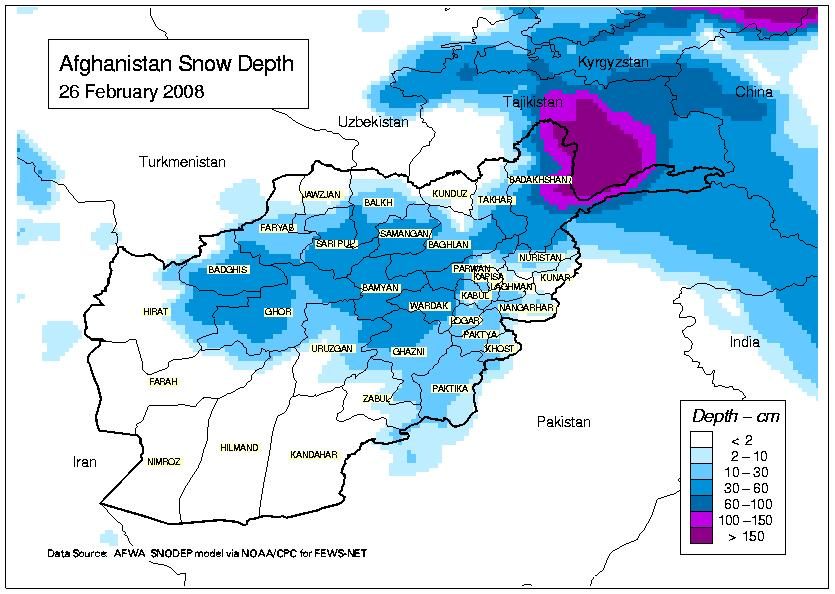 Afghanistan Snow Depth
26 February 2008
Kyrgyzstan
China
Tajikistan
Uzbekistan
Turkmenistan
BADAKHSHAN
JAWZJAN
BALKH
KUNDUZ
TAKHAR
FARYAB
SARI PUL
SAMANGAN
BAGHLAN
BADGHIS
PARWAN
KAPISA
NURISTAN
KUNAR
LAGHMAN
BAMYAN
KABUL
HIRAT
GHOR
WARDAK
NANGARHAR
LOGAR
PAKTYA
URUZGAN
GHAZNI
KHOST
India
FARAH
PAKTIKA
ZABUL
Pakistan
Iran
NIMROZ
HILMAND
KANDAHAR
Depth – cm
< 2
2 – 10
10 – 30
30 – 60
60 – 100
100 – 150
> 150
Data Source: AFWA SNODEP model via NOAA/CPC for FEWS-NET